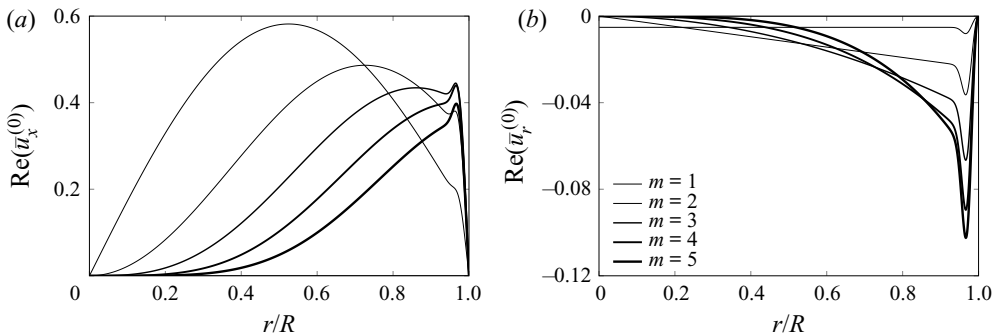 (a)
0.6
0.4
0.2
0
0.2
0.4
0.6
0.8
1.0
r/R
Re(ū_x^(0))
(b)
0
−0.04
−0.08
−0.12
0
0.2
0.4
0.6
0.8
1.0
r/R
Re(ū_r^(0))
m = 1
m = 2
m = 3
m = 4
m = 5